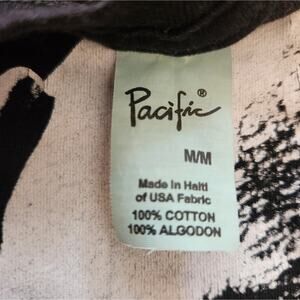 Pacific®
M/M
Made in Haiti
of USA Fabric
100% COTTON
100% ALGODON